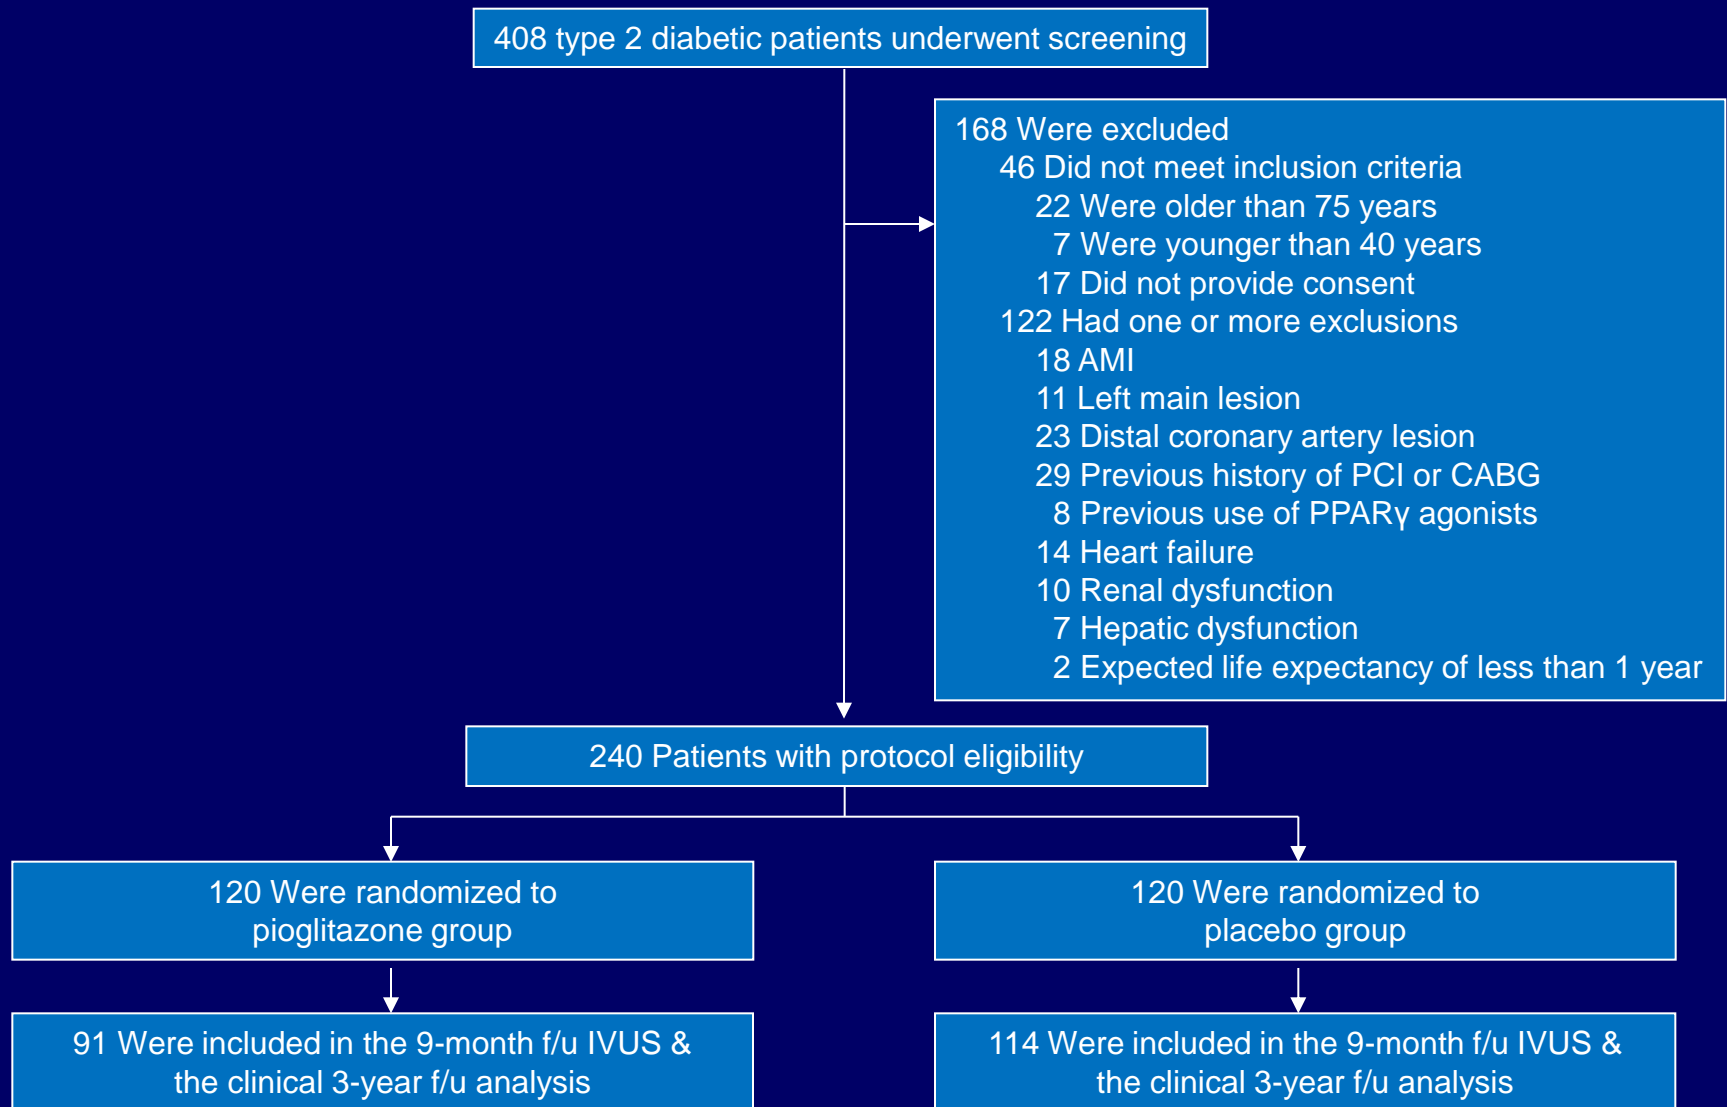 408 type 2 diabetic patients underwent screening
168 Were excluded
46 Did not meet inclusion criteria
22 Were older than 75 years
7 Were younger than 40 years
17 Did not provide consent
122 Had one or more exclusions
18 AMI
11 Left main lesion
23 Distal coronary artery lesion
29 Previous history of PCI or CABG
8 Previous use of PPARγ agonists
14 Heart failure
10 Renal dysfunction
7 Hepatic dysfunction
2 Expected life expectancy of less than 1 year
240 Patients with protocol eligibility
120 Were randomized to
pioglitazone group
120 Were randomized to
placebo group
91 Were included in the 9-month f/u IVUS &
the clinical 3-year f/u analysis
114 Were included in the 9-month f/u IVUS &
the clinical 3-year f/u analysis